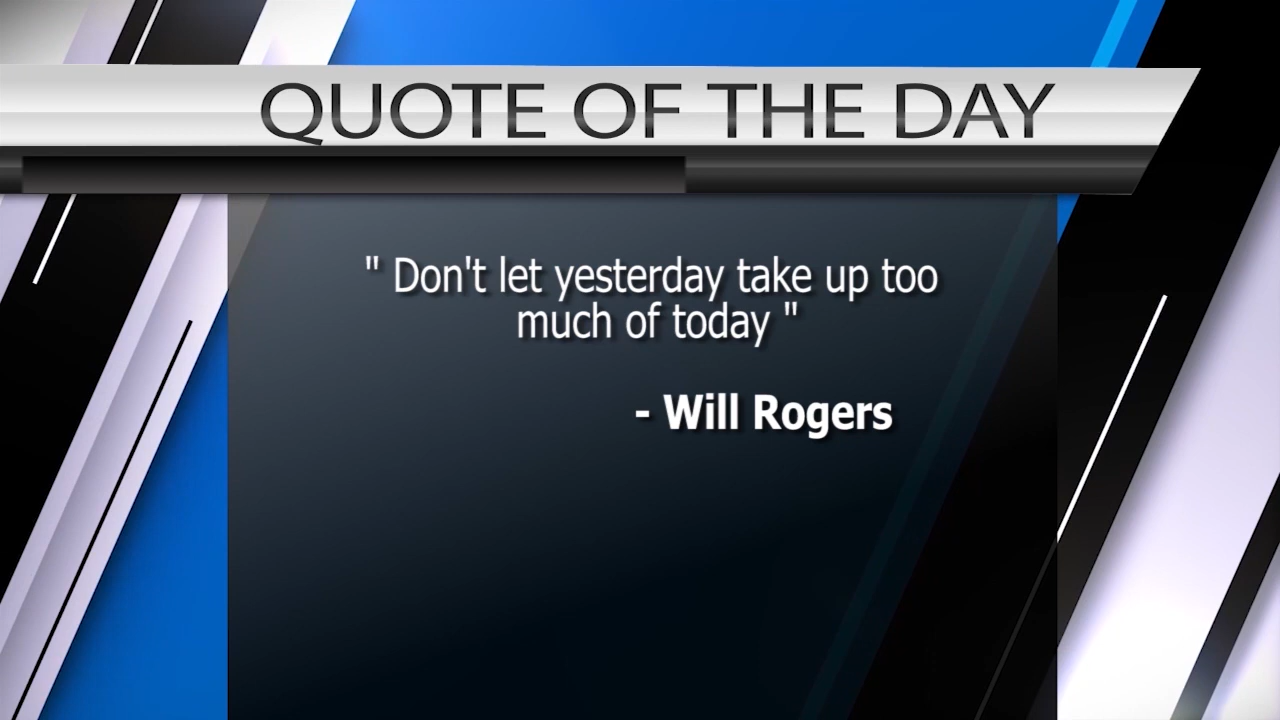 QUOTE OF THE DAY
" Don't let yesterday take up too
much of today "
- Will Rogers